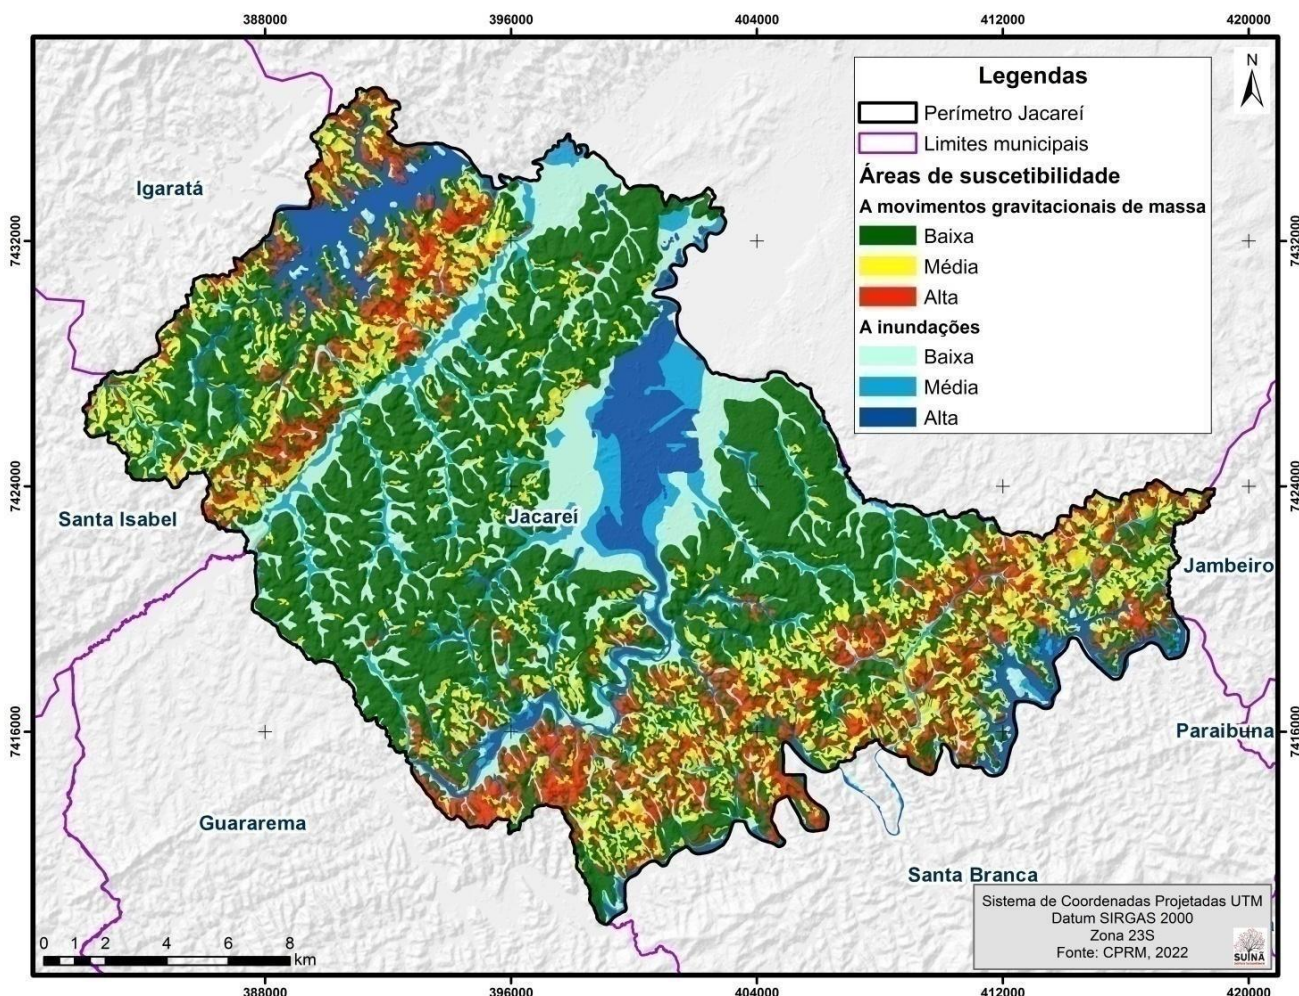 388000
396000
404000
412000
420000
N
Legendas
Perímetro Jacareí
Limites municipais
Áreas de suscetibilidade
A movimentos gravitacionais de massa
Baixa
Média
Alta
A inundações
Baixa
Média
Alta
Igaratá
7432000
7432000
7424000
7424000
Santa Isabel
Jacareí
Jambeiro
7416000
7416000
Paraibuna
Guararema
Santa Branca
Sistema de Coordenadas Projetadas UTM
Datum SIRGAS 2000
Zona 23S
Fonte: CPRM, 2022
SUINÃ
0 1 2 4 6 8
km
388000
396000
404000
412000
420000